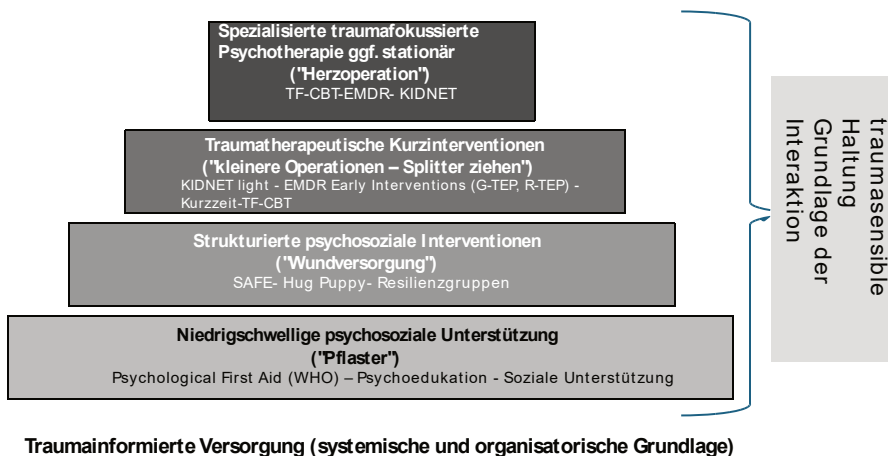 Spezialisierte traumafokussierte
Psychotherapie ggf. stationär
("Herzoperation")
TF-CBT-EMDR- KIDNET
Traumatherapeutische Kurzinterventionen
("kleinere Operationen – Splitter ziehen")
KIDNET light - EMDR Early Interventions (G-TEP, R-TEP) -
Kurzzeit-TF-CBT
Strukturierte psychosoziale Interventionen
("Wundversorgung")
SAFE- Hug Puppy- Resilienzgruppen
Niedrigschwellige psychosoziale Unterstützung
("Pflaster")
Psychological First Aid (WHO) – Psychoedukation - Soziale Unterstützung
traumasensible
Haltung
Grundlage der
Interaktion
Traumainformierte Versorgung (systemische und organisatorische Grundlage)